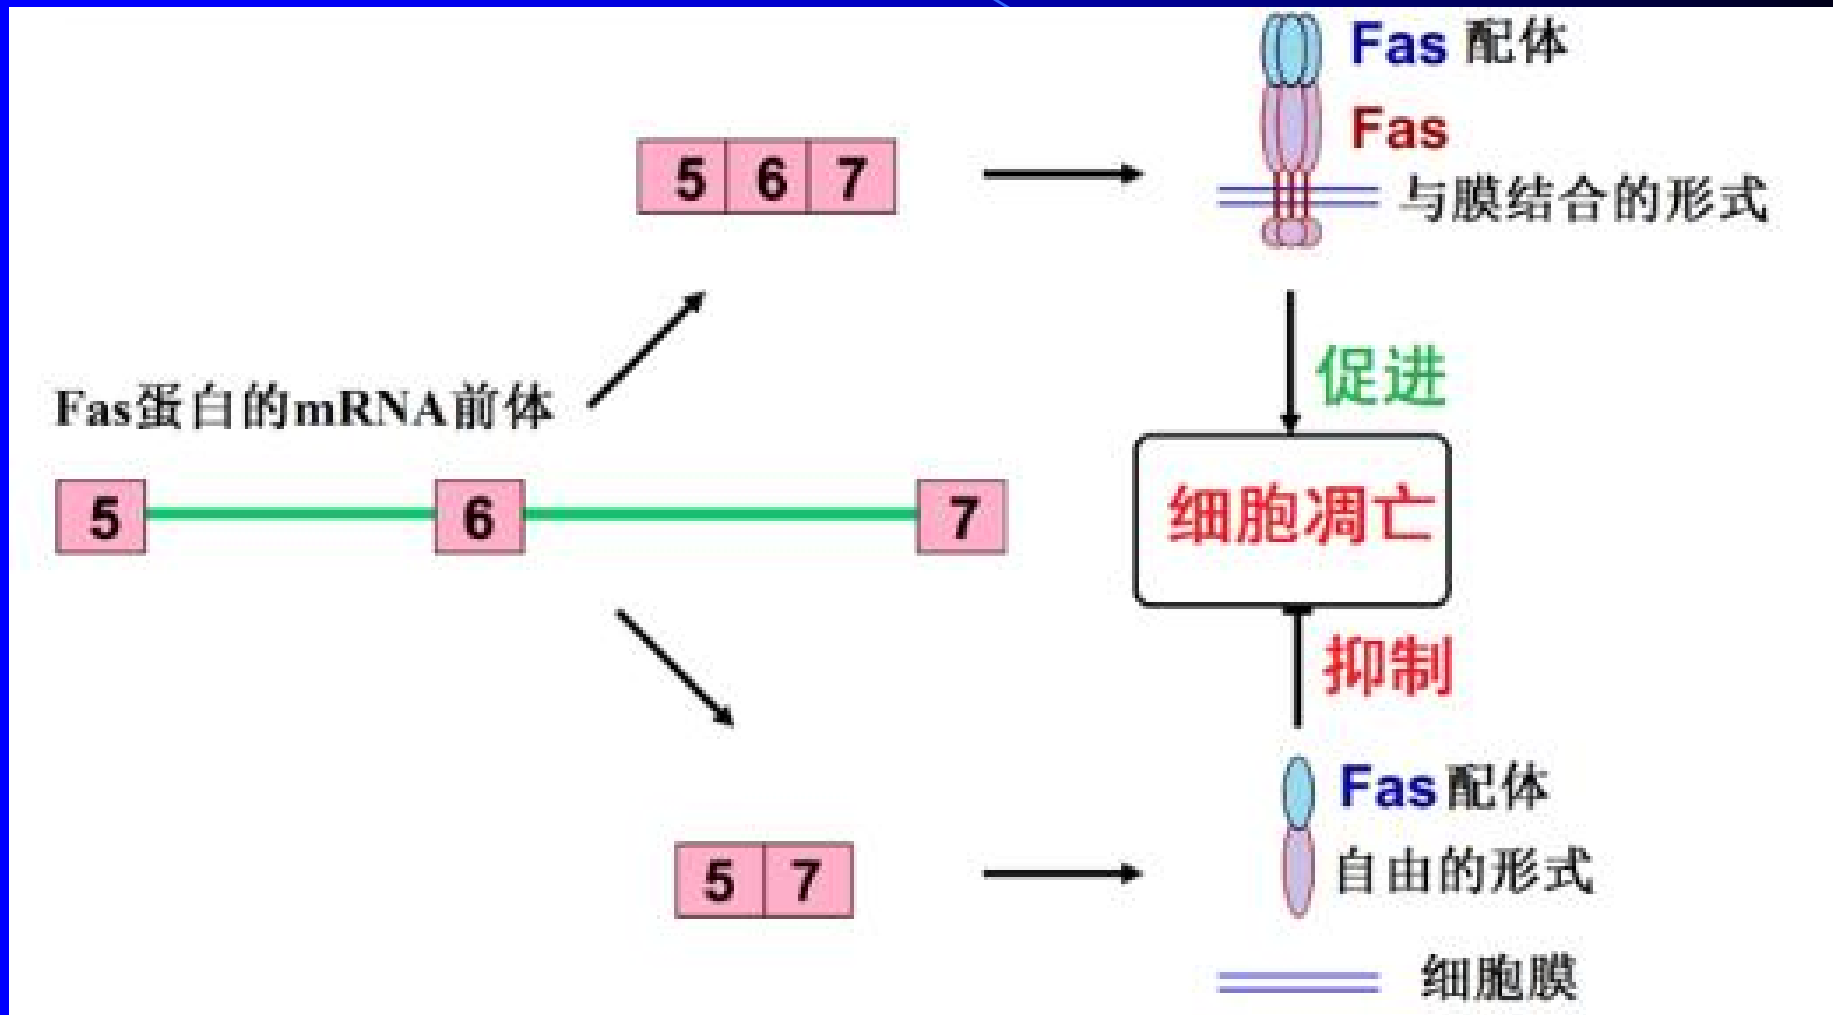 Fas 配体
Fas
5 6 7
与膜结合的形式
促进
Fas蛋白的mRNA前体
5 6 7
细胞凋亡
抑制
Fas配体
5 7
自由的形式
细胞膜